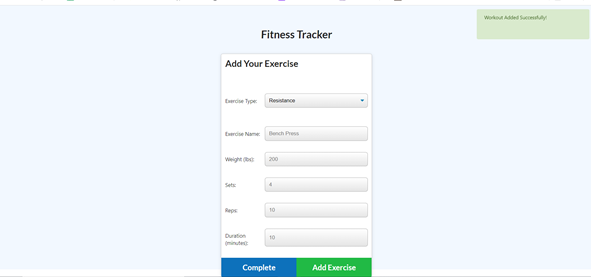 Workout Added Successfully!
Fitness Tracker
Add Your Exercise
Exercise Type: Resistance
Exercise Name: Bench Press
Weight (lbs): 200
Sets: 4
Reps: 10
Duration
(minutes): 10
Complete Add Exercise